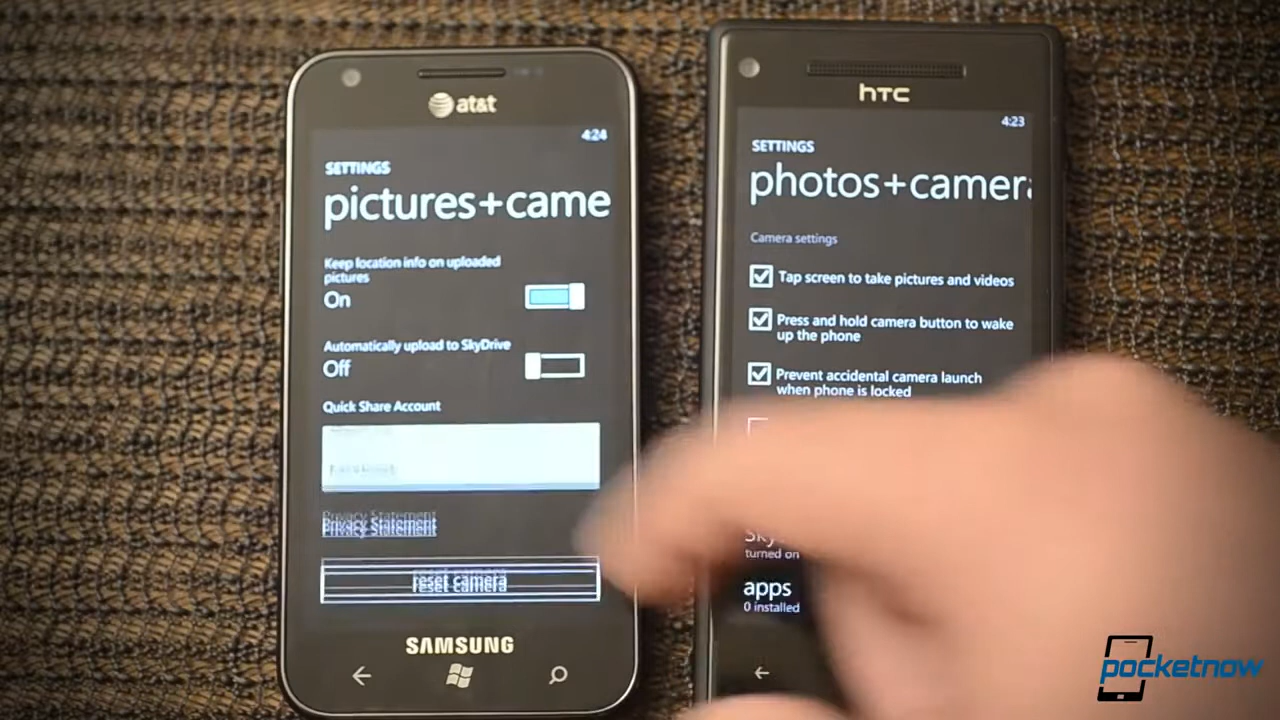 at&t
4:24
SETTINGS
pictures+came
Keep location info on uploaded
pictures
On
Automatically upload to SkyDrive
Off
Quick Share Account
Privacy Statement
reset camera
SAMSUNG
hTC
4:23
SETTINGS
photos+camera
Camera settings
Tap screen to take pictures and videos
Press and hold camera button to wake
up the phone
Prevent accidental camera launch
when phone is locked
Sky
turned on
apps
0 installed
pocketnow